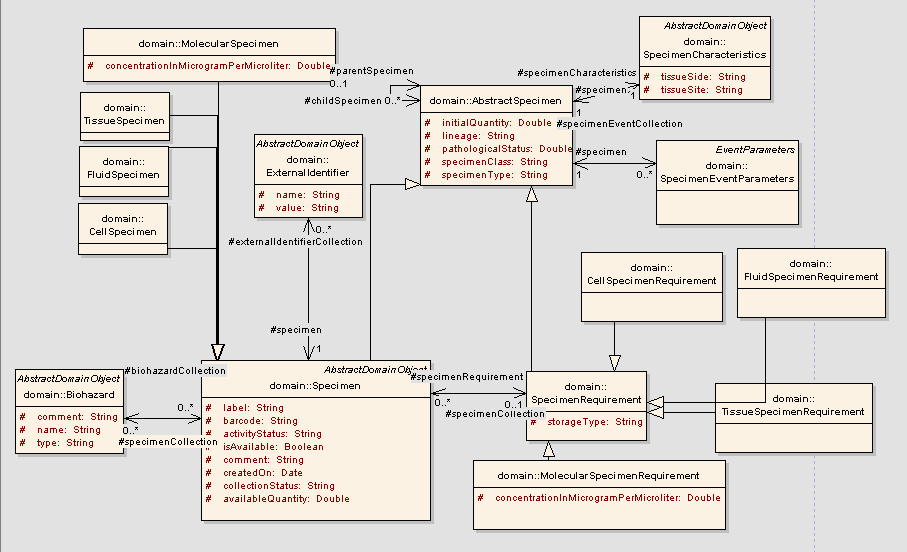 domain::MolecularSpecimen
# concentrationInMicrogramPerMicroliter: Double
domain::
TissueSpecimen
domain::
FluidSpecimen
domain::
CellSpecimen
AbstractDomainObject
domain::
ExternalIdentifier
# name: String
# value: String
#parentSpecimen
0..1
#childSpecimen 0..*
domain::AbstractSpecimen
# initialQuantity: Double
# lineage: String
# pathologicalStatus: Double
# specimenClass: String
# specimenType: String
AbstractDomainObject
domain::
SpecimenCharacteristics
# tissueSide: String
# tissueSite: String
#specimenCharacteristics
#specimen
1
1
#specimenEventCollection
#specimen
1
0..*
EventParameters
domain::
SpecimenEventParameters
0..*
#externalIdentifierCollection
#specimen
1
domain::
CellSpecimenRequirement
domain::
FluidSpecimenRequirement
domain::
TissueSpecimenRequirement
domain::
SpecimenRequirement
# storageType: String
domain::MolecularSpecimenRequirement
# concentrationInMicrogramPerMicroliter: Double
AbstractDomainObject
domain::Biohazard
# comment: String
# name: String
# type: String
#biohazardCollection
0..*
0..*
#specimenCollection
AbstractDomainObject
domain::Specimen
# label: String
# barcode: String
# activityStatus: String
# isAvailable: Boolean
# comment: String
# createdOn: Date
# collectionStatus: String
# availableQuantity: Double
#specimenRequirement
0..*
0..1
#specimenCollection